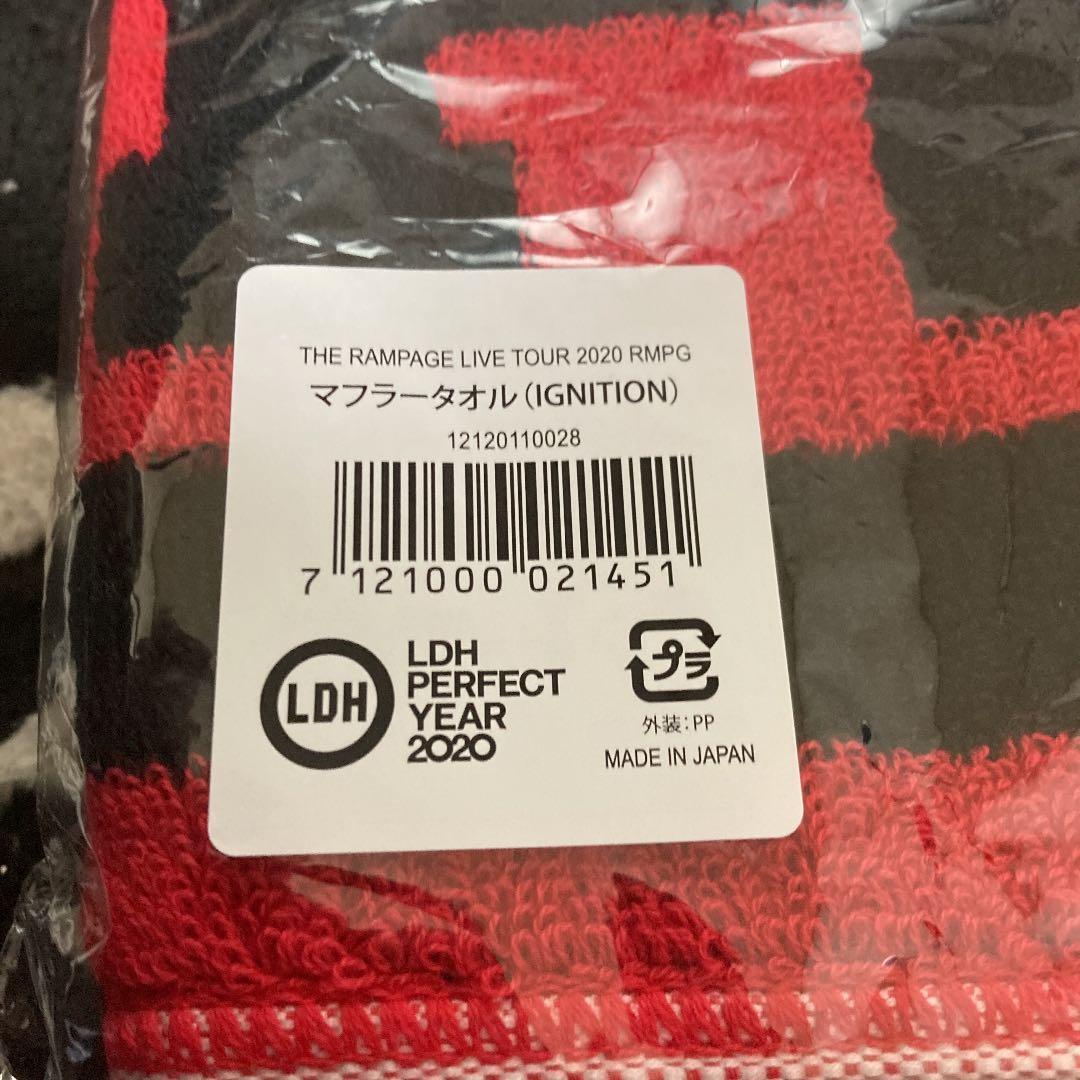 THE RAMPAGE LIVE TOUR 2020 RMPG
マフラータオル(IGNITION)
12120110028
7 121000 021451
LDH
LDH
PERFECT
YEAR
2020
プラ
外装:PP
MADE IN JAPAN